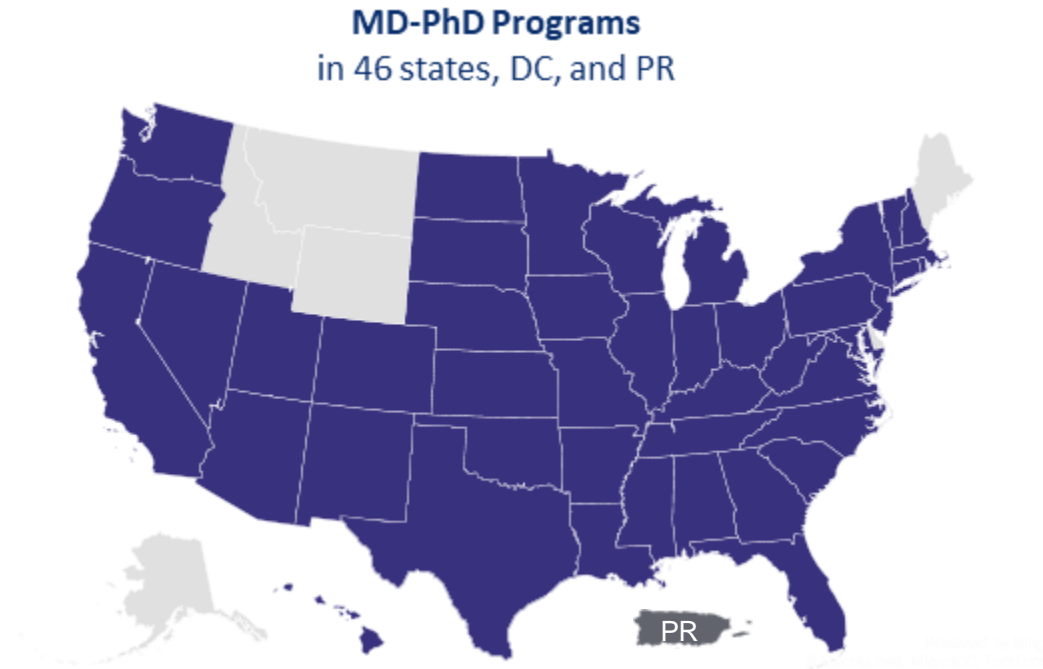 MD-PhD Programs
in 46 states, DC, and PR
PR